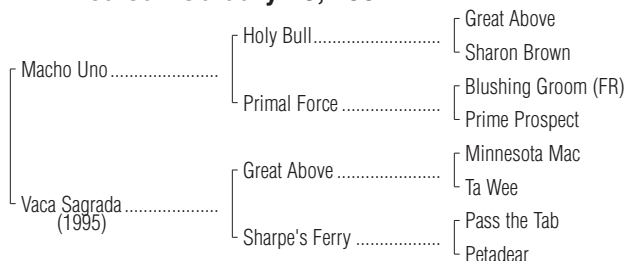 Great Above
Holy Bull
Sharon Brown
Macho Uno
Blushing Groom (FR)
Primal Force
Prime Prospect
Minnesota Mac
Great Above
Ta Wee
Vaca Sagrada
(1995)
Pass the Tab
Sharpe's Ferry
Petadear